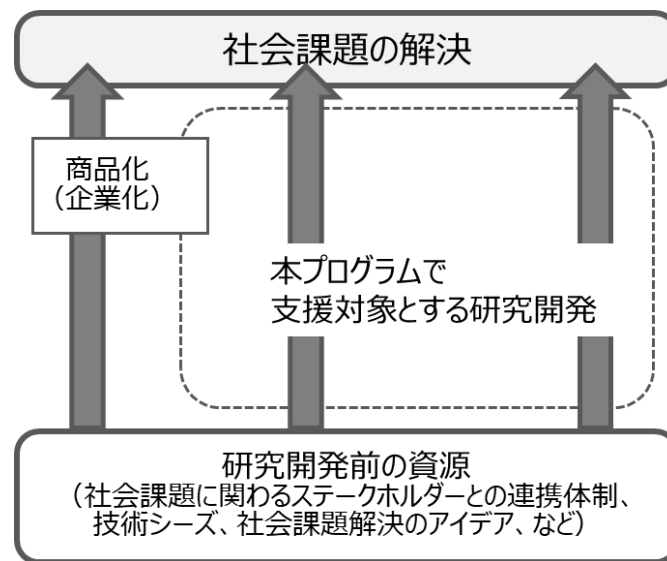 社会課題の解決
商品化
（企業化）
本プログラムで
支援対象とする研究開発
研究開発前の資源
（社会課題に関わるステークホルダーとの連携体制、
技術シーズ、社会課題解決のアイデア、など）